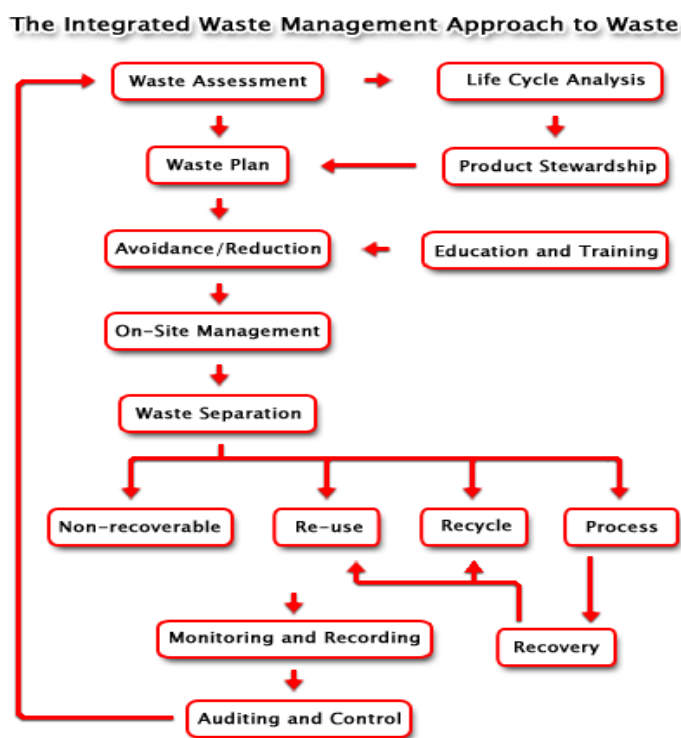 The Integrated Waste Management Approach to Waste
Waste Assessment
Life Cycle Analysis
Waste Plan
Product Stewardship
Avoidance/Reduction
Education and Training
On-Site Management
Waste Separation
Non-recoverable
Re-use
Recycle
Process
Monitoring and Recording
Recovery
Auditing and Control